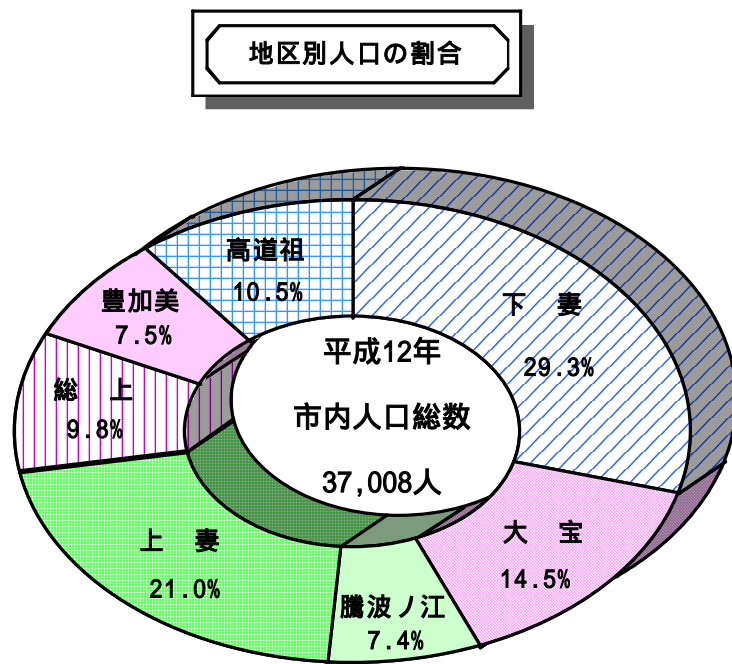 地区別人口の割合
平成12年
市内人口総数
37,008人
下 妻
29.3%
大 宝
14.5%
騰波ノ江
7.4%
上 妻
21.0%
総 上
9.8%
豊加美
7.5%
高道祖
10.5%